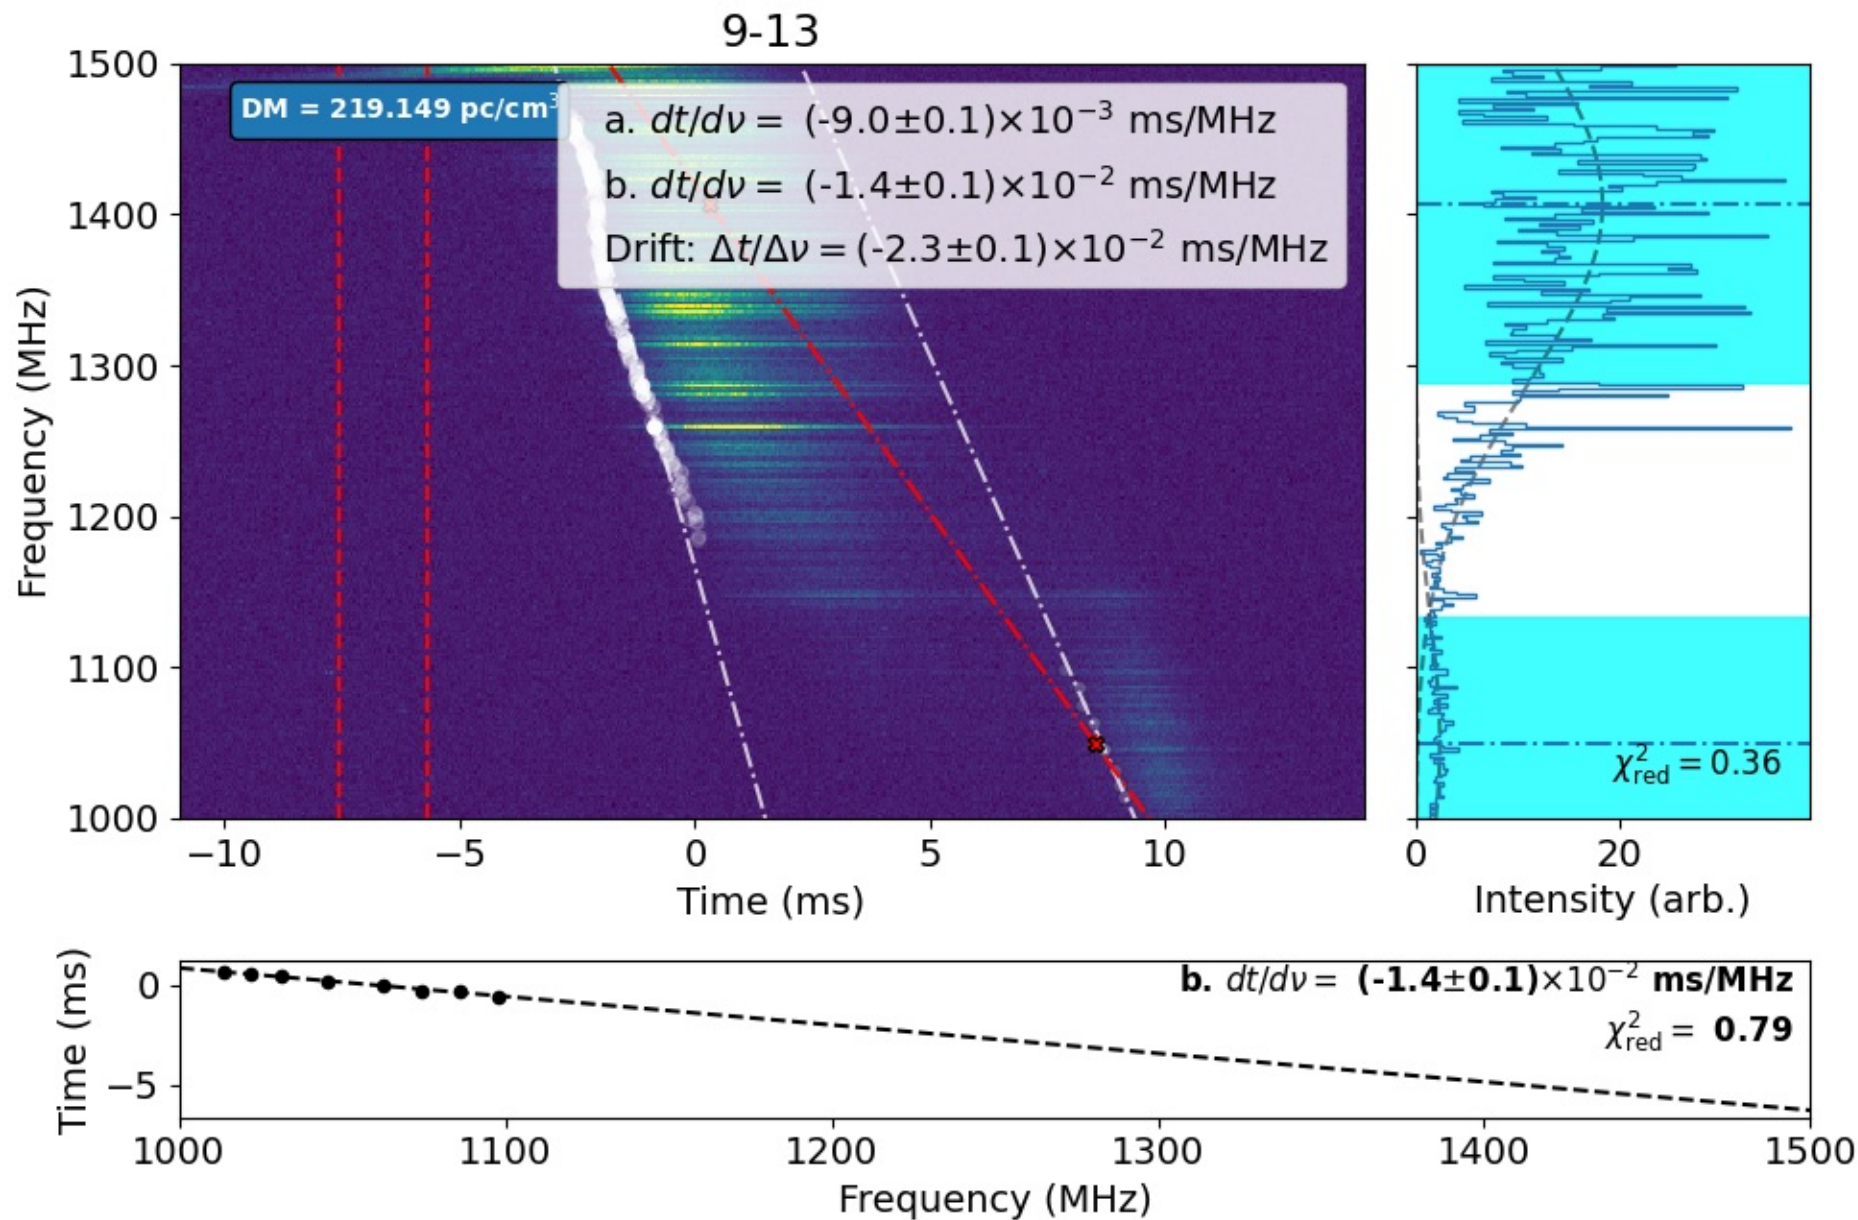 9-13
1500
1400
1300
1200
1100
1000
Frequency (MHz)
DM = 219.149 pc/cm³
a. dt/dν = (-9.0±0.1)×10⁻³ ms/MHz
b. dt/dν = (-1.4±0.1)×10⁻² ms/MHz
Drift: Δt/Δν = (-2.3±0.1)×10⁻² ms/MHz
−10 −5 0 5 10
Time (ms)
χ²red = 0.36
0 20
Intensity (arb.)
Time (ms)
0
−5
b. dt/dν = (-1.4±0.1)×10⁻² ms/MHz
χ²red = 0.79
1000 1100 1200 1300 1400 1500
Frequency (MHz)